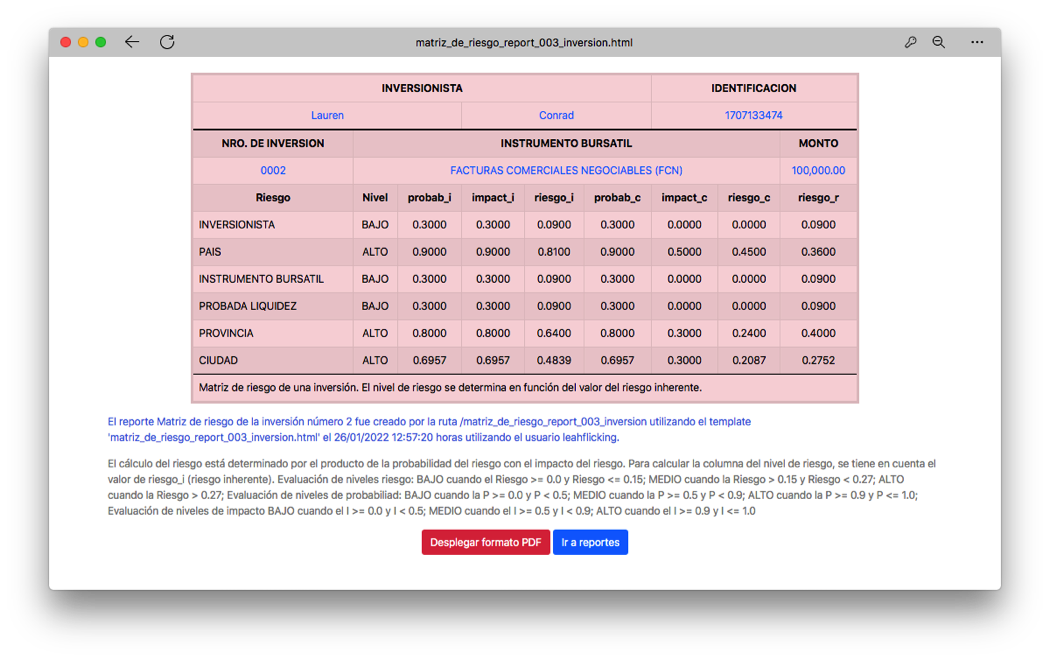 matriz_de_riesgo_report_003_inversion.html
INVERSIONISTA IDENTIFICACION
Lauren Conrad 1707133474
NRO. DE INVERSION INSTRUMENTO BURSATIL MONTO
0002 FACTURAS COMERCIALES NEGOCIABLES (FCN) 100,000.00
Riesgo Nivel probab_i impact_i riesgo_i probab_c impact_c riesgo_c riesgo_r
INVERSIONISTA BAJO 0.3000 0.3000 0.0900 0.3000 0.0000 0.0000 0.0900
PAIS ALTO 0.9000 0.9000 0.8100 0.9000 0.5000 0.4500 0.3600
INSTRUMENTO BURSATIL BAJO 0.3000 0.3000 0.0900 0.3000 0.0000 0.0000 0.0900
PROBADA LIQUIDEZ BAJO 0.3000 0.3000 0.0900 0.3000 0.0000 0.0000 0.0900
PROVINCIA ALTO 0.8000 0.8000 0.6400 0.8000 0.3000 0.2400 0.4000
CIUDAD ALTO 0.6957 0.6957 0.4839 0.6957 0.3000 0.2087 0.2752
Matriz de riesgo de una inversión. El nivel de riesgo se determina en función del valor del riesgo inherente.
El reporte Matriz de riesgo de la inversión número 2 fue creado por la ruta /matriz_de_riesgo_report_003_inversion utilizando el template
'matriz_de_riesgo_report_003_inversion.html' el 26/01/2022 12:57:20 horas utilizando el usuario leahflicking.
El cálculo del riesgo está determinado por el producto de la probabilidad del riesgo con el impacto del riesgo. Para calcular la columna del nivel de riesgo, se tiene en cuenta el
valor de riesgo_i (riesgo inherente). Evaluación de niveles riesgo: BAJO cuando el Riesgo >= 0.0 y Riesgo <= 0.15; MEDIO cuando la Riesgo > 0.15 y Riesgo < 0.27; ALTO
cuando la Riesgo > 0.27; Evaluación de niveles de probabiliad: BAJO cuando la P >= 0.0 y P < 0.5; MEDIO cuando la P >= 0.5 y P < 0.9; ALTO cuando la P >= 0.9 y P <= 1.0;
Evaluación de niveles de impacto BAJO cuando el I >= 0.0 y I < 0.5; MEDIO cuando el I >= 0.5 y I < 0.9; ALTO cuando el I >= 0.9 y I <= 1.0
Desplegar formato PDF Ir a reportes